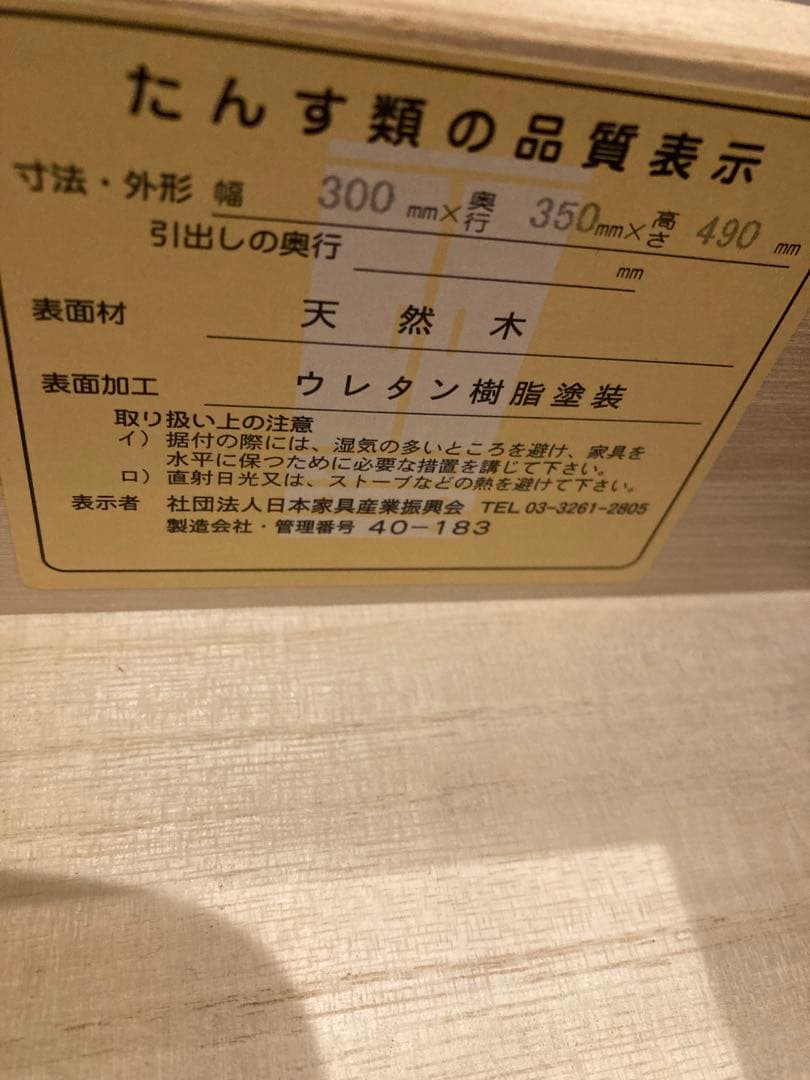 たんす類の品質表示
寸法・外形 幅 300 mm×奥行 350mm×高さ 490 mm
引出しの奥行 mm
表面材 天然木
表面加工 ウレタン樹脂塗装
取り扱い上の注意
イ）据付の際には、湿気の多いところを避け、家具を
水平に保つために必要な措置を講じて下さい。
ロ）直射日光又は、ストーブなどの熱を避けて下さい。
表示者 社団法人日本家具産業振興会 TEL 03-3261-2805
製造会社・管理番号 40-183